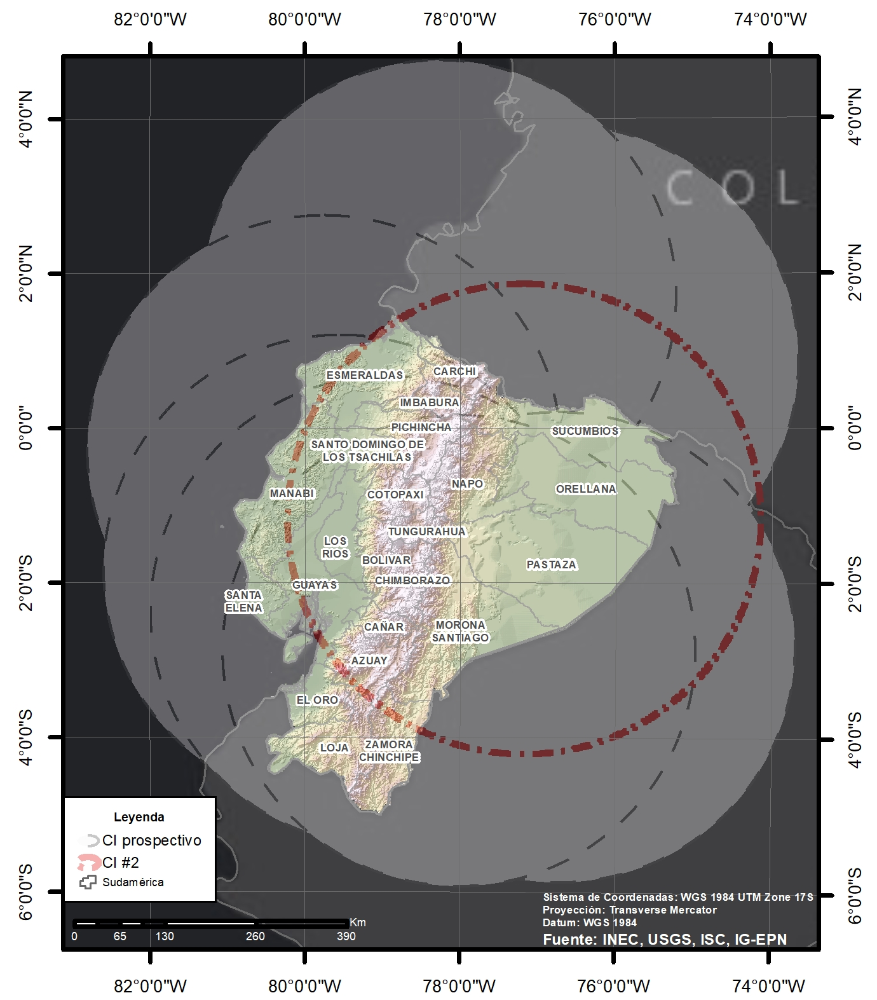 82°0'0"W 80°0'0"W 78°0'0"W 76°0'0"W 74°0'0"W
4°0'0"N
4°0'0"N
COL
2°0'0"N
2°0'0"N
ESMERALDAS
CARCHI
IMBABURA
PICHINCHA
SUCUMBIOS
0°0'0"
0°0'0"
SANTO DOMINGO DE
LOS TSACHILAS
MANABI
COTOPAXI
NAPO
ORELLANA
TUNGURAHUA
LOS
RIOS
BOLIVAR
PASTAZA
GUAYAS
CHIMBORAZO
2°0'0"S
2°0'0"S
SANTA
ELENA
CAÑAR
MORONA
SANTIAGO
AZUAY
EL ORO
4°0'0"S
4°0'0"S
LOJA
ZAMORA
CHINCHIPE
Leyenda
CI prospectivo
CI #2
Sudamérica
6°0'0"S
6°0'0"S
Sistema de Coordenadas: WGS 1984 UTM Zone 17S
Proyección: Transverse Mercator
Datum: WGS 1984
Fuente: INEC, USGS, ISC, IG-EPN
Km
0 65 130 260 390
82°0'0"W 80°0'0"W 78°0'0"W 76°0'0"W 74°0'0"W